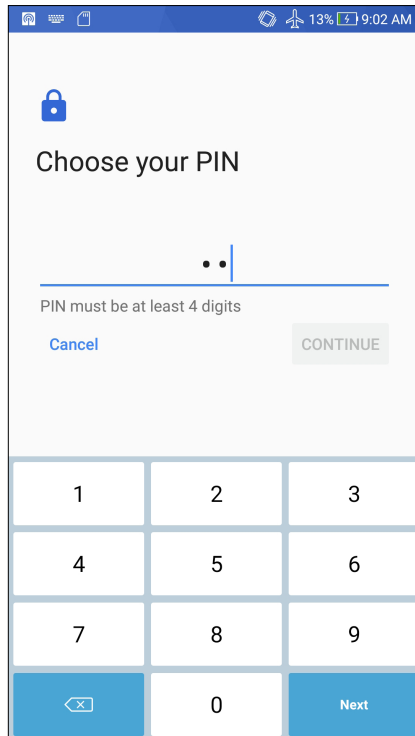 13% 9:02 AM
Choose your PIN
PIN must be at least 4 digits
Cancel CONTINUE
1 2 3
4 5 6
7 8 9
0 Next